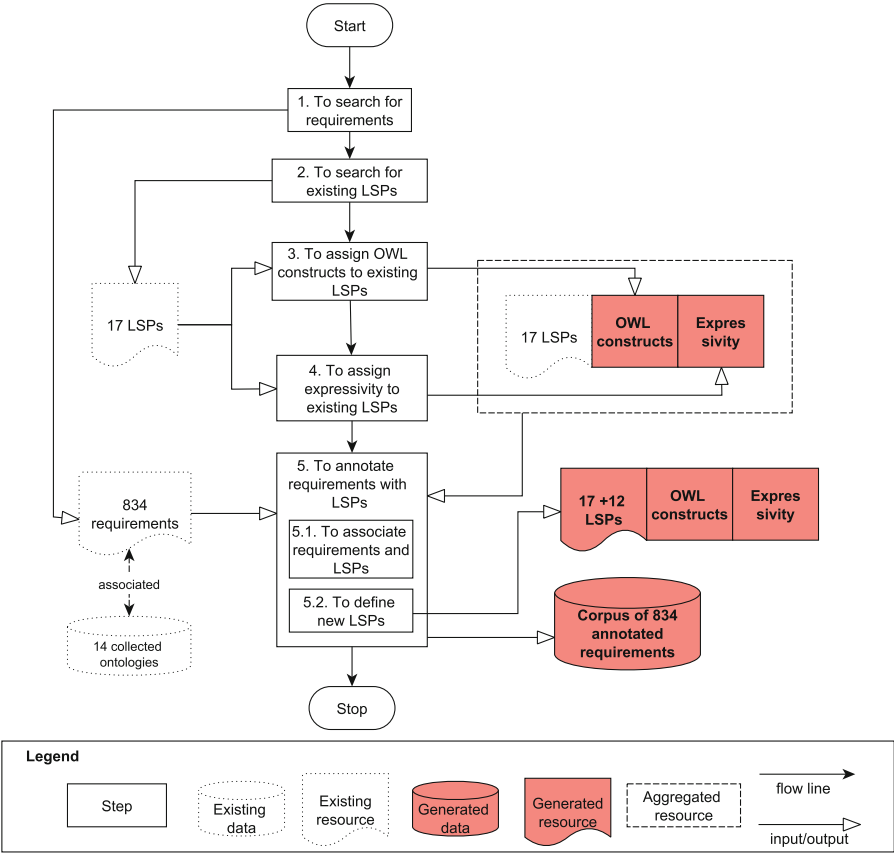 Start
1. To search for
requirements
2. To search for
existing LSPs
3. To assign OWL
constructs to existing
LSPs
17 LSPs
17 LSPs
OWL
constructs
Expres
sivity
4. To assign
expressivity to
existing LSPs
5. To annotate
requirements with
LSPs
834
requirements
17 +12
LSPs
OWL
constructs
Expres
sivity
5.1. To associate
requirements and
LSPs
associated
5.2. To define
new LSPs
Corpus of 834
annotated
requirements
14 collected
ontologies
Stop
Legend
Step
Existing
data
Existing
resource
Generated
data
Generated
resource
Aggregated
resource
flow line
input/output